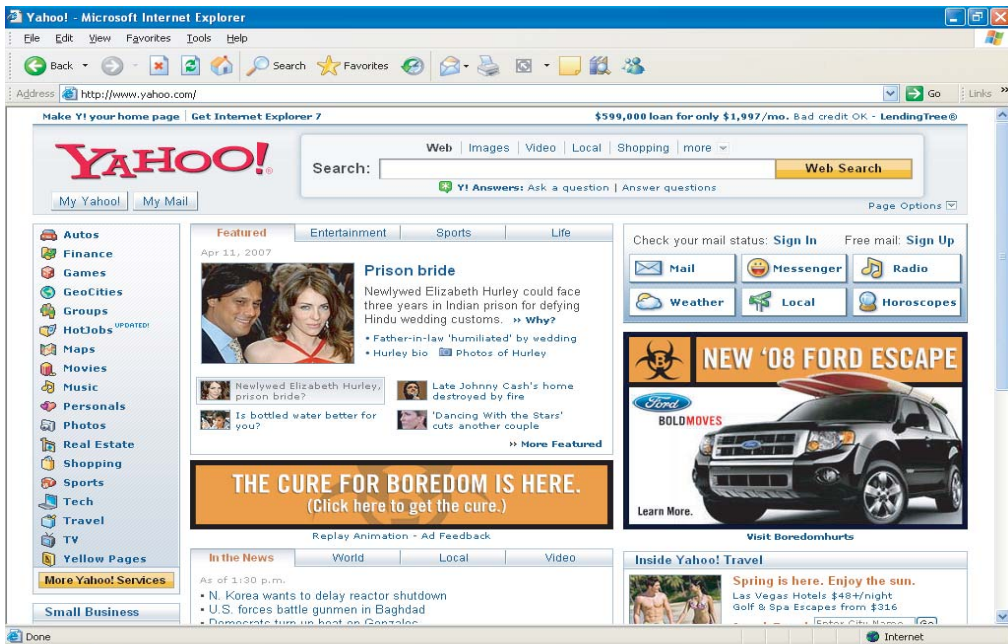 Yahoo! - Microsoft Internet Explorer
File Edit View Favorites Tools Help
Back Search Favorites
Address http://www.yahoo.com/ Go Links »
Make Y! your home page | Get Internet Explorer 7
$599,000 loan for only $1,997/mo. Bad credit OK - LendingTree®
YAHOO!
My Yahoo! My Mail
Web | Images | Video | Local | Shopping | more
Search: Web Search
Y! Answers: Ask a question | Answer questions
Page Options
Autos
Finance
Games
GeoCities
Groups
HotJobs UPDATED!
Maps
Movies
Music
Personals
Photos
Real Estate
Shopping
Sports
Tech
Travel
TV
Yellow Pages
More Yahoo! Services
Small Business
Featured Entertainment Sports Life
Apr 11, 2007
Prison bride
Newlywed Elizabeth Hurley could face
three years in Indian prison for defying
Hindu wedding customs. » Why?
• Father-in-law 'humiliated' by wedding
• Hurley bio Photos of Hurley
Newlywed Elizabeth Hurley,
prison bride?
Late Johnny Cash's home
destroyed by fire
Is bottled water better for
you?
'Dancing With the Stars'
cuts another couple
» More Featured
THE CURE FOR BOREDOM IS HERE.
(Click here to get the cure.)
Replay Animation - Ad Feedback
In the News World Local Video
As of 1:30 p.m.
• N. Korea wants to delay reactor shutdown
• U.S. forces battle gunmen in Baghdad
• Democrats turn up heat on Gonzales
Check your mail status: Sign In Free mail: Sign Up
Mail Messenger Radio
Weather Local Horoscopes
NEW '08 FORD ESCAPE
Ford
BOLDMOVES
Learn More.
Visit Boredomhurts
Inside Yahoo! Travel
Spring is here. Enjoy the sun.
Las Vegas Hotels $48+/night
Golf & Spa Escapes from $316
Enter City Name Go
Done Internet